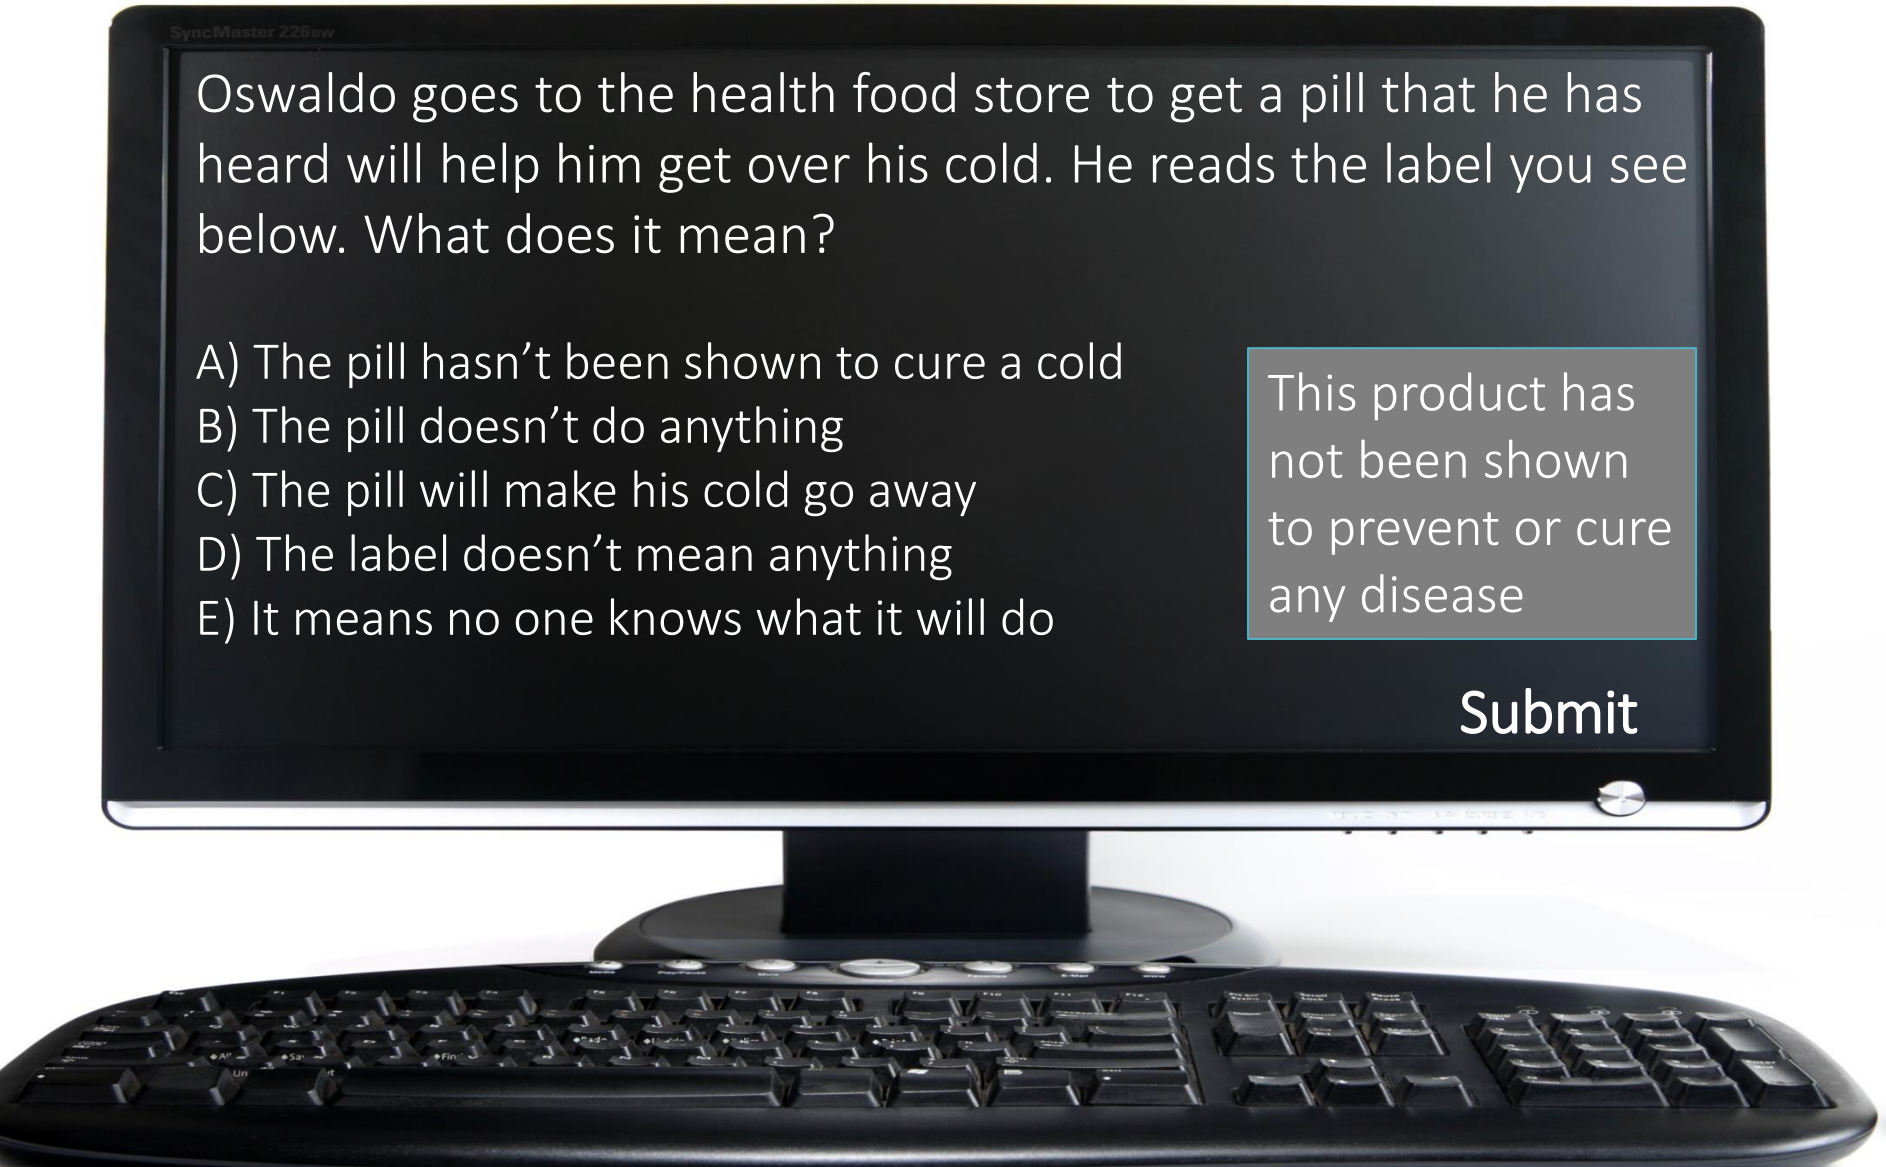 SyncMaster 226BW
Oswaldo goes to the health food store to get a pill that he has
heard will help him get over his cold. He reads the label you see
below. What does it mean?
A) The pill hasn’t been shown to cure a cold
B) The pill doesn’t do anything
C) The pill will make his cold go away
D) The label doesn’t mean anything
E) It means no one knows what it will do
This product has
not been shown
to prevent or cure
any disease
Submit